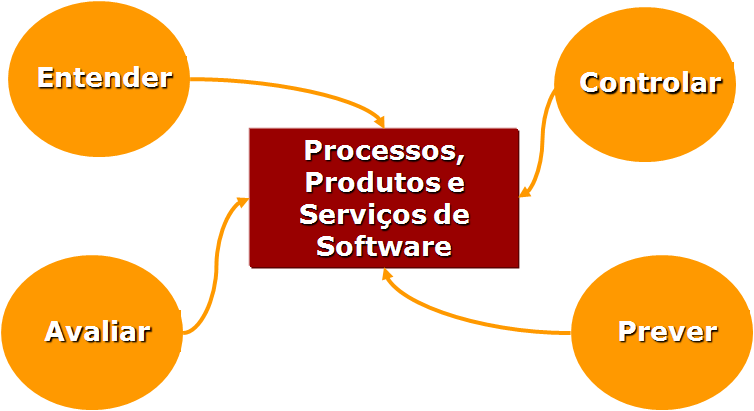 Entender
Controlar
Processos,
Produtos e
Serviços de
Software
Avaliar
Prever